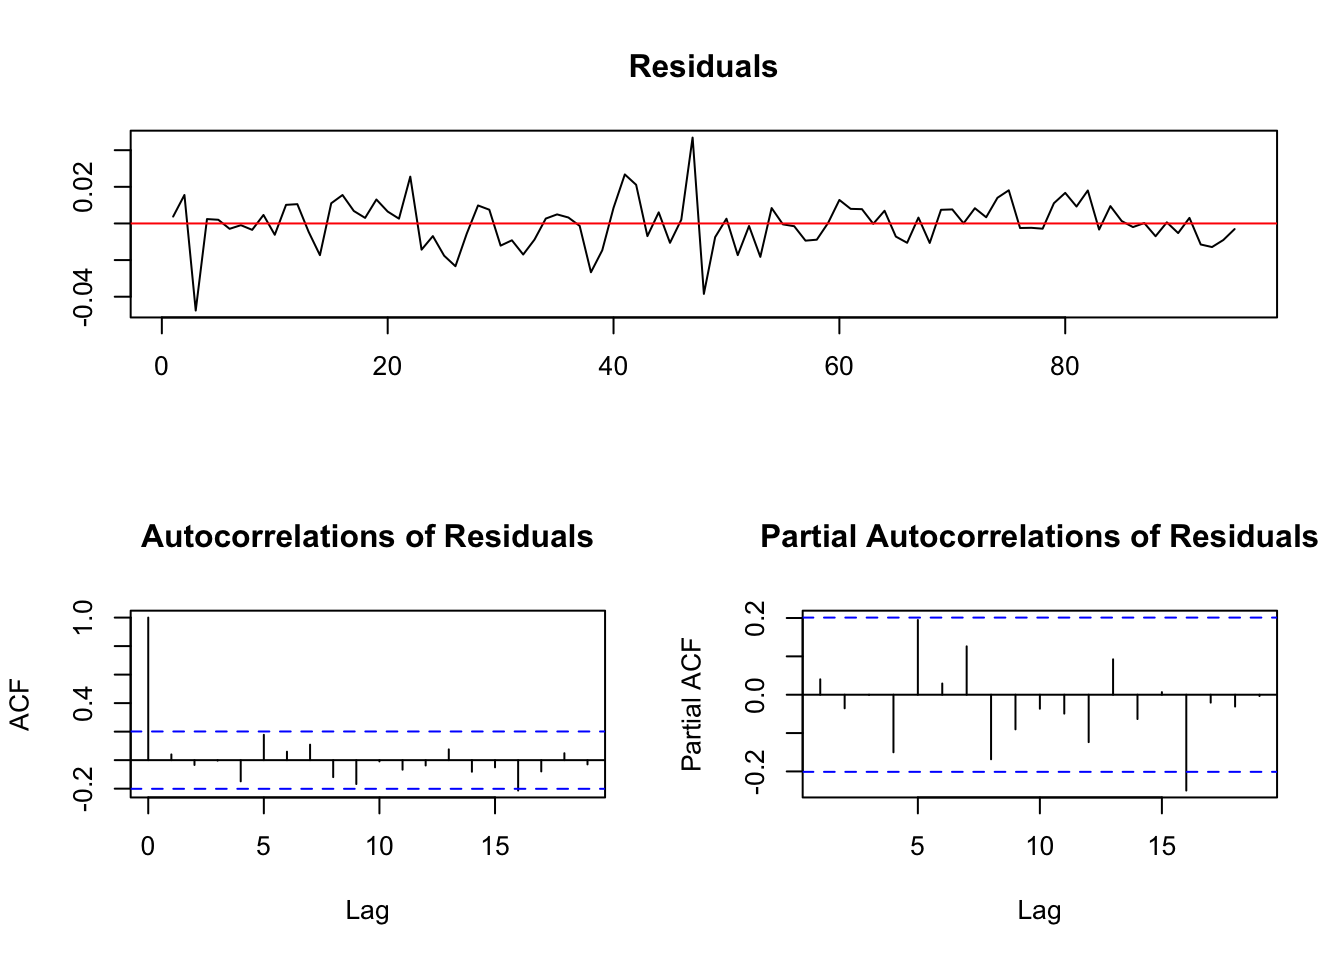 Residuals
0.02
-0.04
0 20 40 60 80
Autocorrelations of Residuals
ACF
1.0
0.4
-0.2
0 5 10 15
Lag
Partial Autocorrelations of Residuals
Partial ACF
0.2
0.0
-0.2
5 10 15
Lag